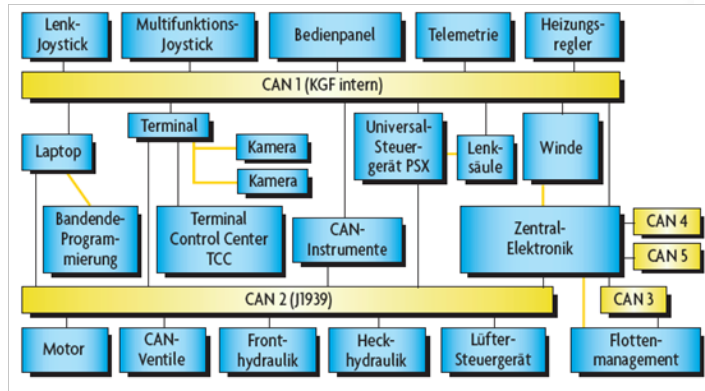 Lenk-
Joystick
Multifunktions-
Joystick
Bedienpanel
Telemetrie
Heizungs-
regler
CAN 1 (KGF intern)
Laptop
Terminal
Kamera
Kamera
Universal-
Steuer-
gerät PSX
Lenk-
säule
Winde
Bandende-
Program-
mierung
Terminal
Control Center
TCC
CAN-
Instrumente
Zentral-
Elektronik
CAN 4
CAN 5
CAN 2 (J1939)
CAN 3
Motor
CAN-
Ventile
Front-
hydraulik
Heck-
hydraulik
Lüfter-
Steuergerät
Flotten-
management